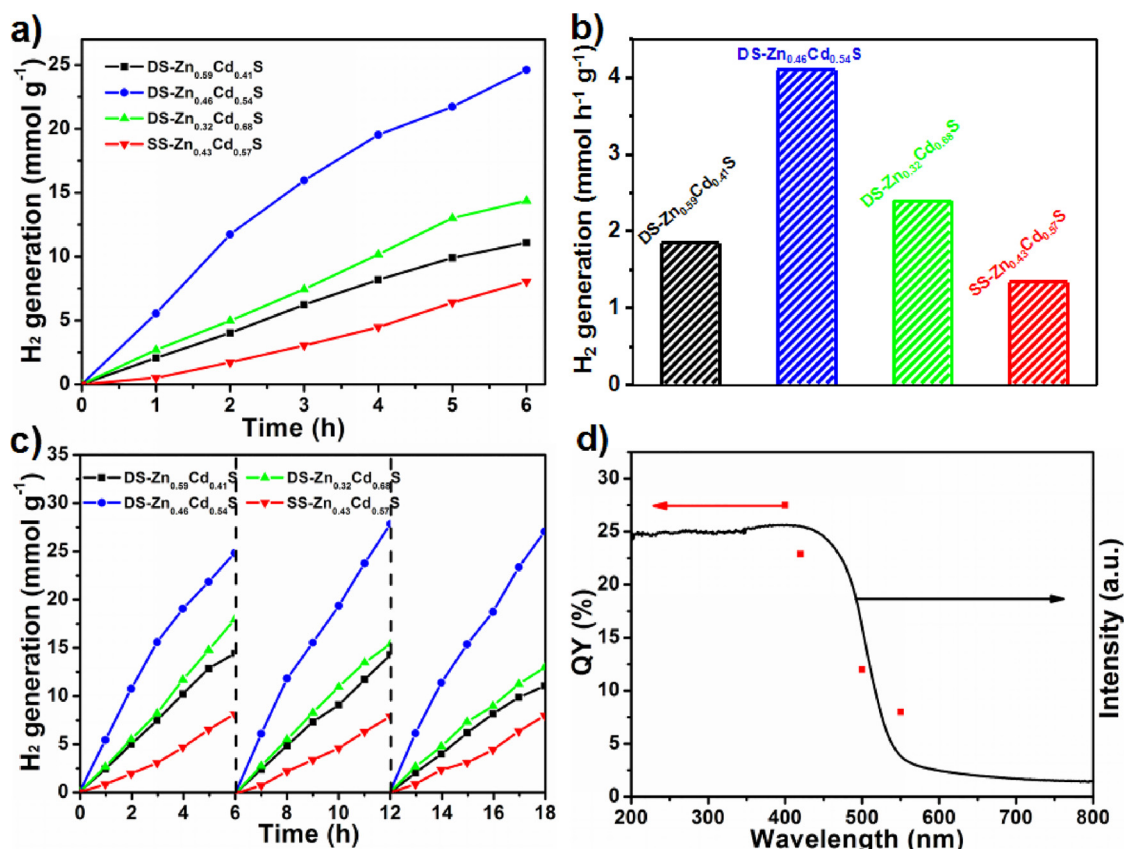 a)
H2 generation (mmol g-1)
25
20
15
10
5
0
DS-Zn0.59Cd0.41S
DS-Zn0.46Cd0.54S
DS-Zn0.32Cd0.68S
SS-Zn0.43Cd0.57S
0 1 2 3 4 5 6
Time (h)
b)
H2 generation (mmol h-1 g-1)
4
3
2
1
0
DS-Zn0.59Cd0.41S
DS-Zn0.46Cd0.54S
DS-Zn0.32Cd0.68S
SS-Zn0.43Cd0.57S
c)
H2 generation (mmol g-1)
35
30
25
20
15
10
5
0
DS-Zn0.59Cd0.41S DS-Zn0.32Cd0.68S
DS-Zn0.46Cd0.54S SS-Zn0.43Cd0.57S
0 2 4 6 8 10 12 14 16 18
Time (h)
d)
QY (%)
30
25
20
15
10
5
0
Intensity (a.u.)
200 300 400 500 600 700 800
Wavelength (nm)